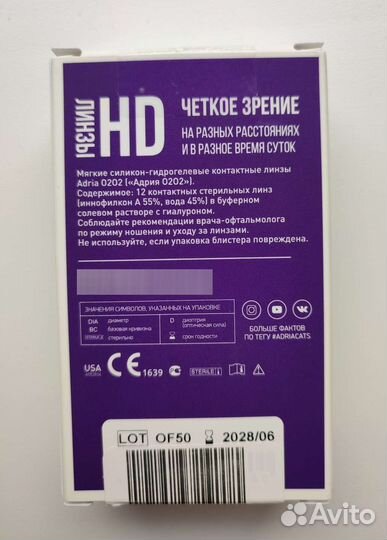 ЛИНЗЫ
HD
ЧЕТКОЕ ЗРЕНИЕ
НА РАЗНЫХ РАССТОЯНИЯХ
И В РАЗНОЕ ВРЕМЯ СУТОК
Мягкие силикон-гидрогелевые контактные линзы
Adria O2O2 («Адрия O2O2»).
Содержимое: 12 контактных стерильных линз
(иннофилкон А 55%, вода 45%) в буферном
солевом растворе с гиалуроном.
Соблюдайте рекомендации врача-офтальмолога
по режиму ношения и уходу за линзами.
Не используйте, если упаковка блистера повреждена.
ЗНАЧЕНИЯ СИМВОЛОВ, УКАЗАННЫХ НА УПАКОВКЕ
DIA диаметр D диоптрия
(оптическая сила)
BC базовая кривизна
стерильно срок годности
БОЛЬШЕ ФАКТОВ
ПО ТЕГУ #ADRIACATS
USA
CE 1639 STERILE
LOT OF50 2028/06
Avito